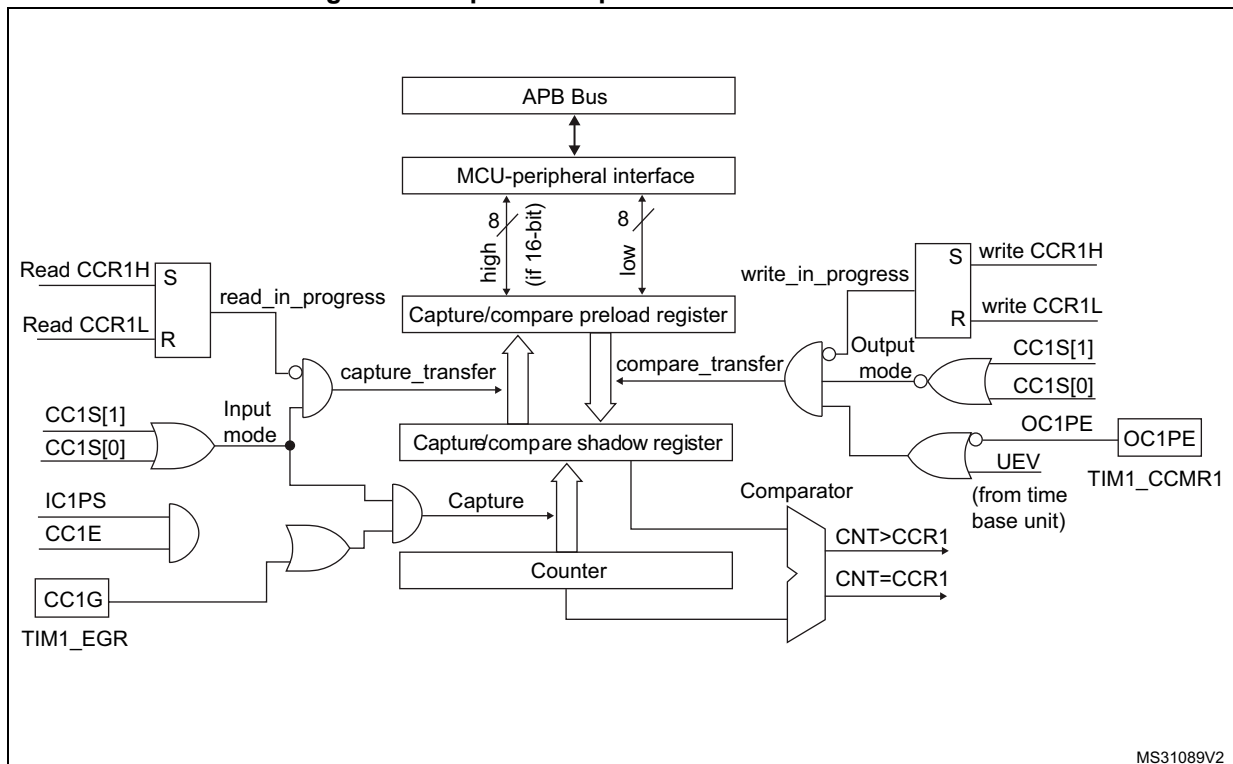 APB Bus
MCU-peripheral interface
8
high
(if 16-bit)
8
low
Read CCR1H
S
read_in_progress
Read CCR1L
R
write_in_progress
S
write CCR1H
R
write CCR1L
Capture/compare preload register
capture_transfer
compare_transfer
Output
mode
CC1S[1]
CC1S[0]
CC1S[1]
CC1S[0]
Input
mode
Capture/compare shadow register
OC1PE
OC1PE
UEV
(from time
base unit)
TIM1_CCMR1
IC1PS
CC1E
Capture
Comparator
CNT>CCR1
CNT=CCR1
Counter
CC1G
TIM1_EGR
MS31089V2